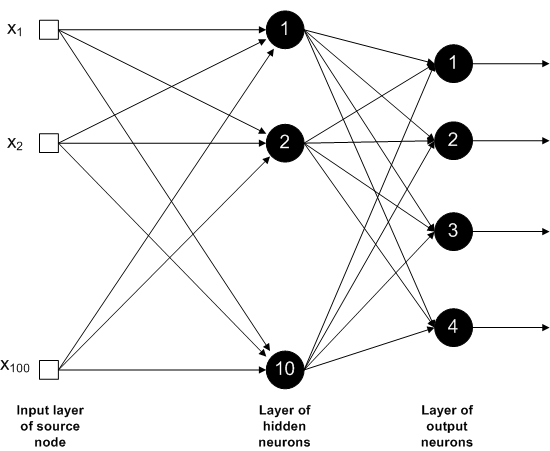 x1
1
1
x2
2
2
3
4
x100
10
Input layer
of source
node
Layer of
hidden
neurons
Layer of
output
neurons